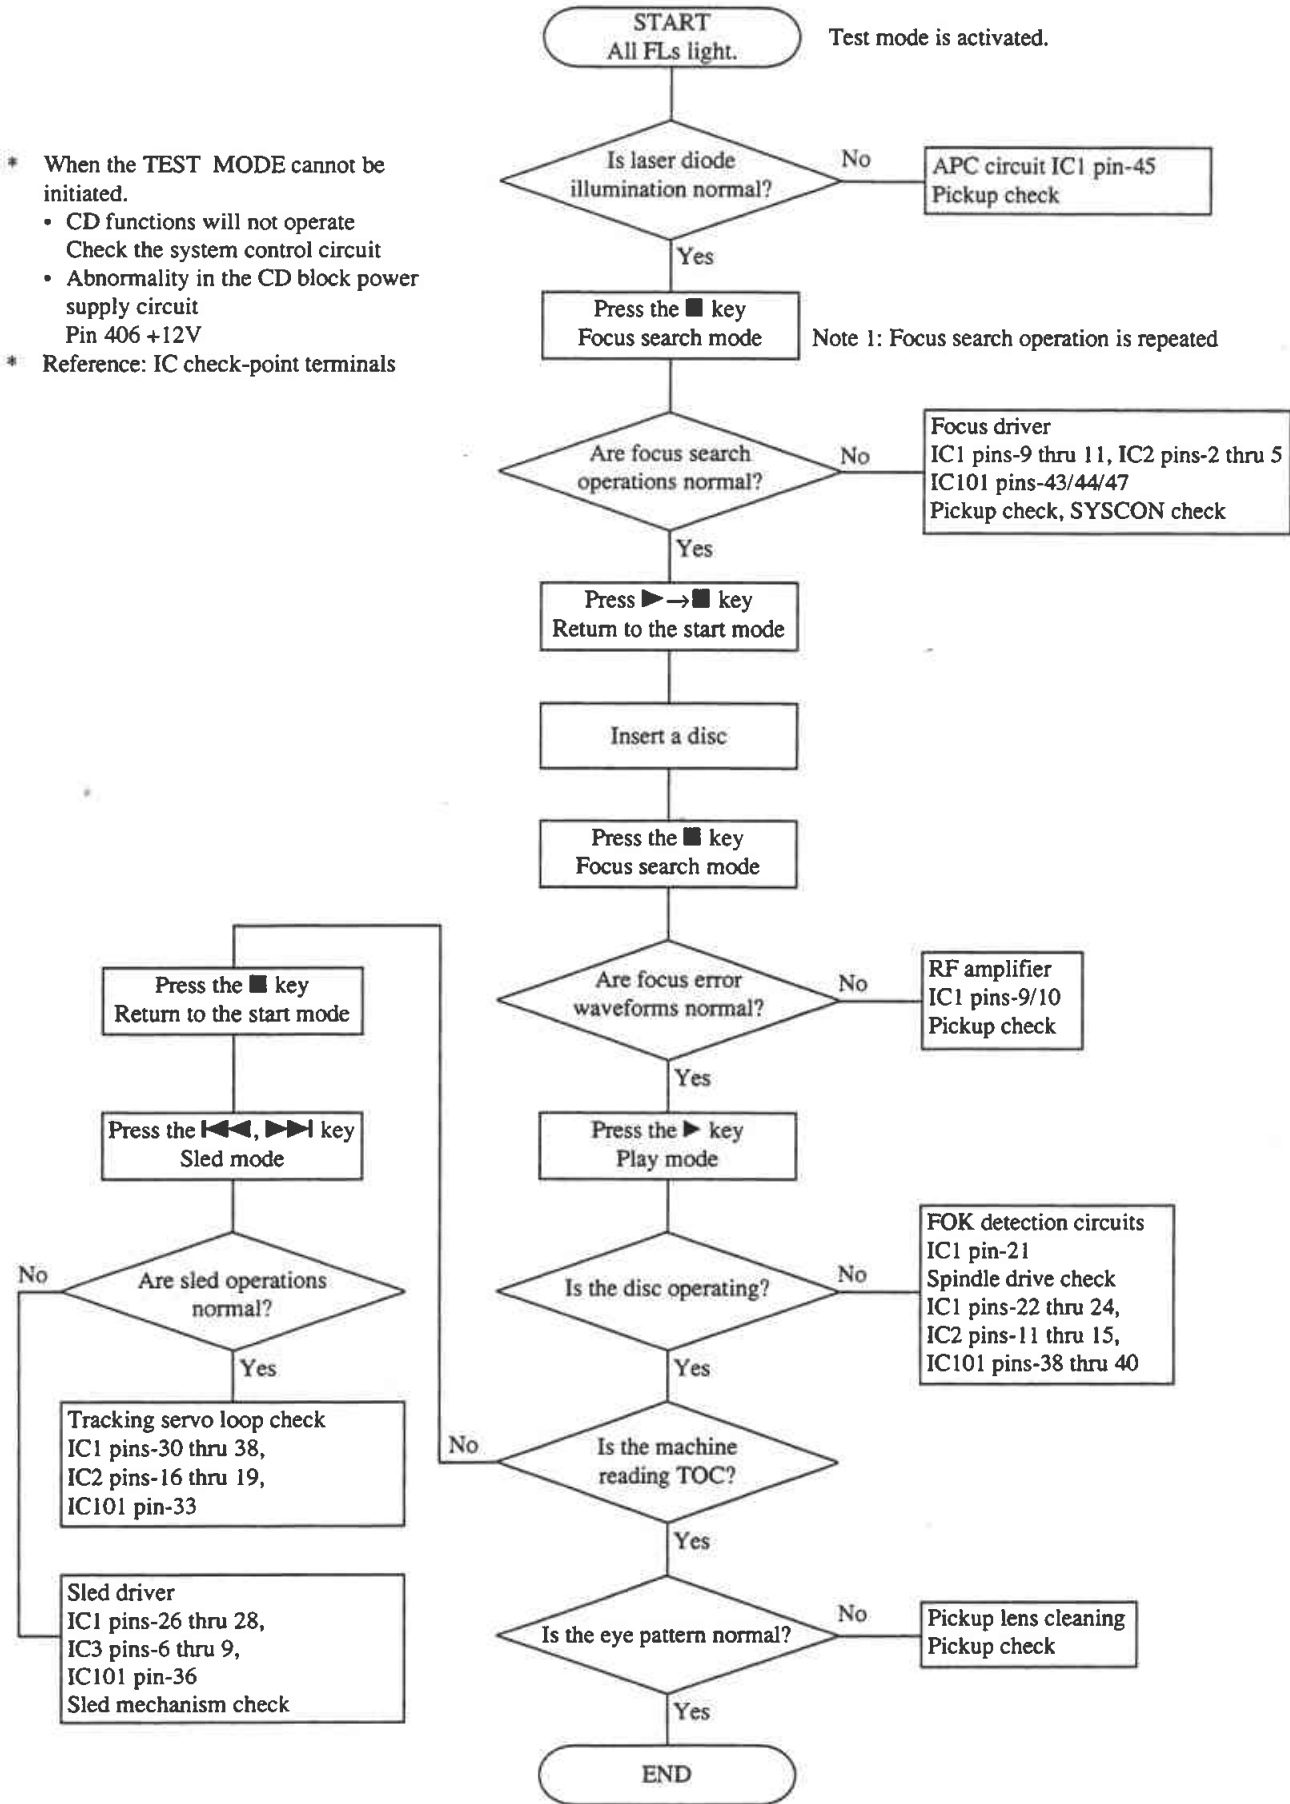 START
All FLs light.
Test mode is activated.
* When the TEST MODE cannot be
initiated.
• CD functions will not operate
Check the system control circuit
• Abnormality in the CD block power
supply circuit
Pin 406 +12V
* Reference: IC check-point terminals
Is laser diode
illumination normal?
No
APC circuit IC1 pin-45
Pickup check
Yes
Press the ■ key
Focus search mode
Note 1: Focus search operation is repeated
Are focus search
operations normal?
No
Focus driver
IC1 pins-9 thru 11, IC2 pins-2 thru 5
IC101 pins-43/44/47
Pickup check, SYSCON check
Yes
Press ►→■ key
Return to the start mode
Insert a disc
Press the ■ key
Focus search mode
Are focus error
waveforms normal?
No
RF amplifier
IC1 pins-9/10
Pickup check
Yes
Press the ► key
Play mode
Is the disc operating?
No
FOK detection circuits
IC1 pin-21
Spindle drive check
IC1 pins-22 thru 24,
IC2 pins-11 thru 15,
IC101 pins-38 thru 40
Yes
Is the machine
reading TOC?
No
Press the ■ key
Return to the start mode
Press the |◄◄, ►►| key
Sled mode
Are sled operations
normal?
No
Yes
Tracking servo loop check
IC1 pins-30 thru 38,
IC2 pins-16 thru 19,
IC101 pin-33
Sled driver
IC1 pins-26 thru 28,
IC3 pins-6 thru 9,
IC101 pin-36
Sled mechanism check
Yes
Is the eye pattern normal?
No
Pickup lens cleaning
Pickup check
Yes
END